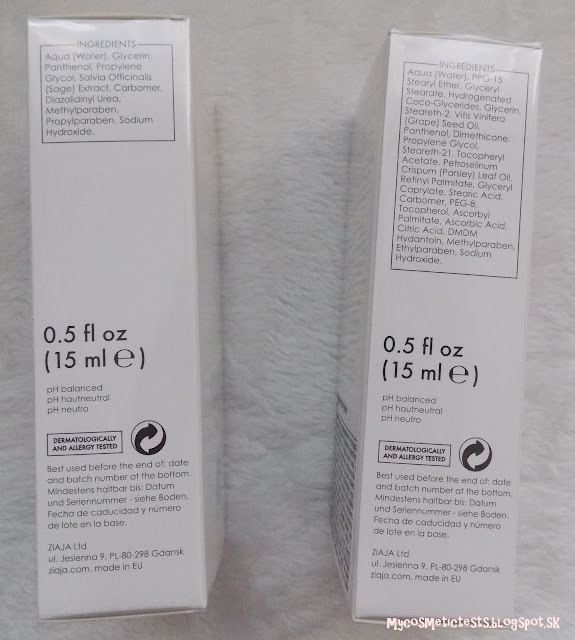 INGREDIENTS
Aqua (Water), Glycerin,
Panthenol, Propylene
Glycol, Salvia Officinalis
(Sage) Extract, Carbomer,
Diazolidinyl Urea,
Methylparaben,
Propylparaben, Sodium
Hydroxide.
0.5 fl oz
(15 ml ℮)
pH balanced
pH hautneutral
pH neutro
DERMATOLOGICALLY
AND ALLERGY TESTED
Best used before the end of: date
and batch number at the bottom.
Mindestens haltbar bis: Datum
und Seriennummer - siehe Boden.
Fecha de caducidad y número
de lote en la base.
ZIAJA Ltd
ul. Jesienna 9, PL-80-298 Gdansk
ziaja.com, made in EU
INGREDIENTS
Aqua (Water), PPG-15
Stearyl Ether, Glyceryl
Stearate, Hydrogenated
Coco-Glycerides, Glycerin,
Steareth-2, Vitis Vinifera
(Grape) Seed Oil,
Panthenol, Dimethicone,
Propylene Glycol,
Steareth-21, Tocopheryl
Acetate, Petroselinum
Crispum (Parsley) Leaf Oil,
Retinyl Palmitate, Glyceryl
Caprylate, Stearic Acid,
Carbomer, PEG-8,
Tocopherol, Ascorbyl
Palmitate, Ascorbic Acid,
Citric Acid, DMDM
Hydantoin, Methylparaben,
Ethylparaben, Sodium
Hydroxide.
0.5 fl oz
(15 ml ℮)
pH balanced
pH hautneutral
pH neutro
DERMATOLOGICALLY
AND ALLERGY TESTED
Best used before the end of: date
and batch number at the bottom.
Mindestens haltbar bis: Datum
und Seriennummer - siehe Boden.
Fecha de caducidad y número
de lote en la base.
ZIAJA Ltd
ul. Jesienna 9, PL-80-298 Gdansk
ziaja.com, made in EU
MyCosMetictests.blogspot.sk